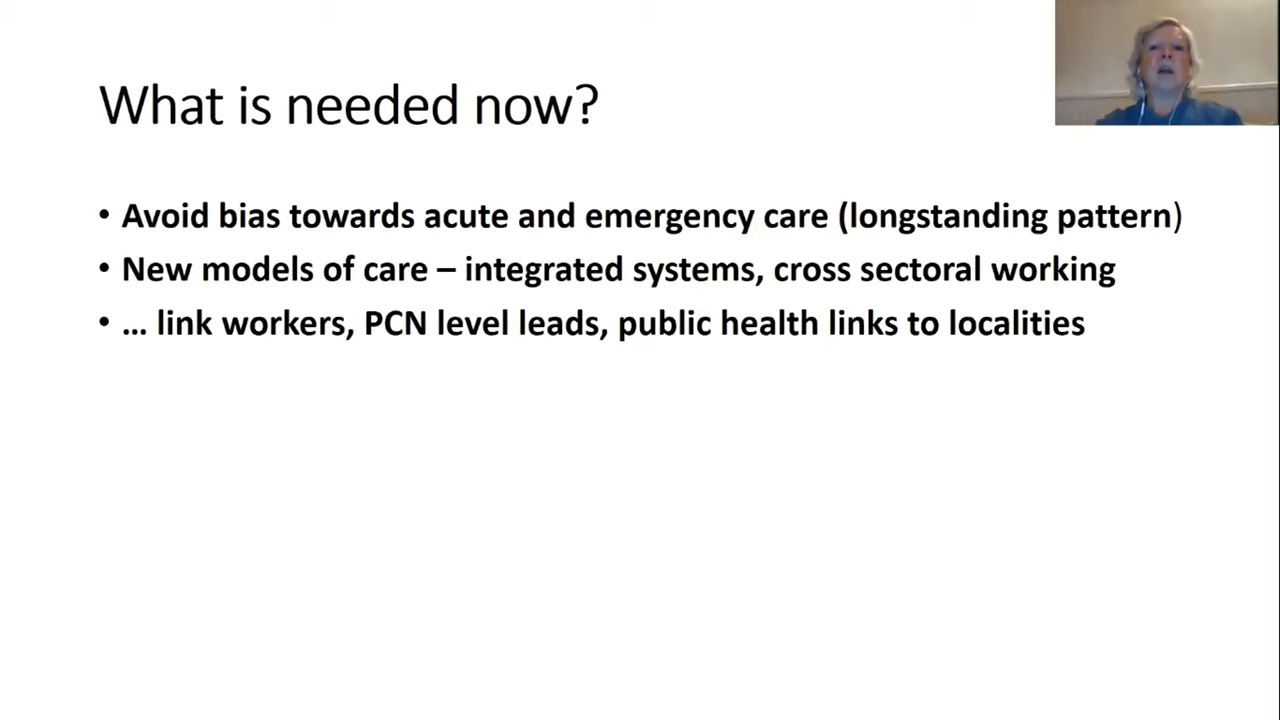 What is needed now?
• Avoid bias towards acute and emergency care (longstanding pattern)
• New models of care – integrated systems, cross sectoral working
• … link workers, PCN level leads, public health links to localities